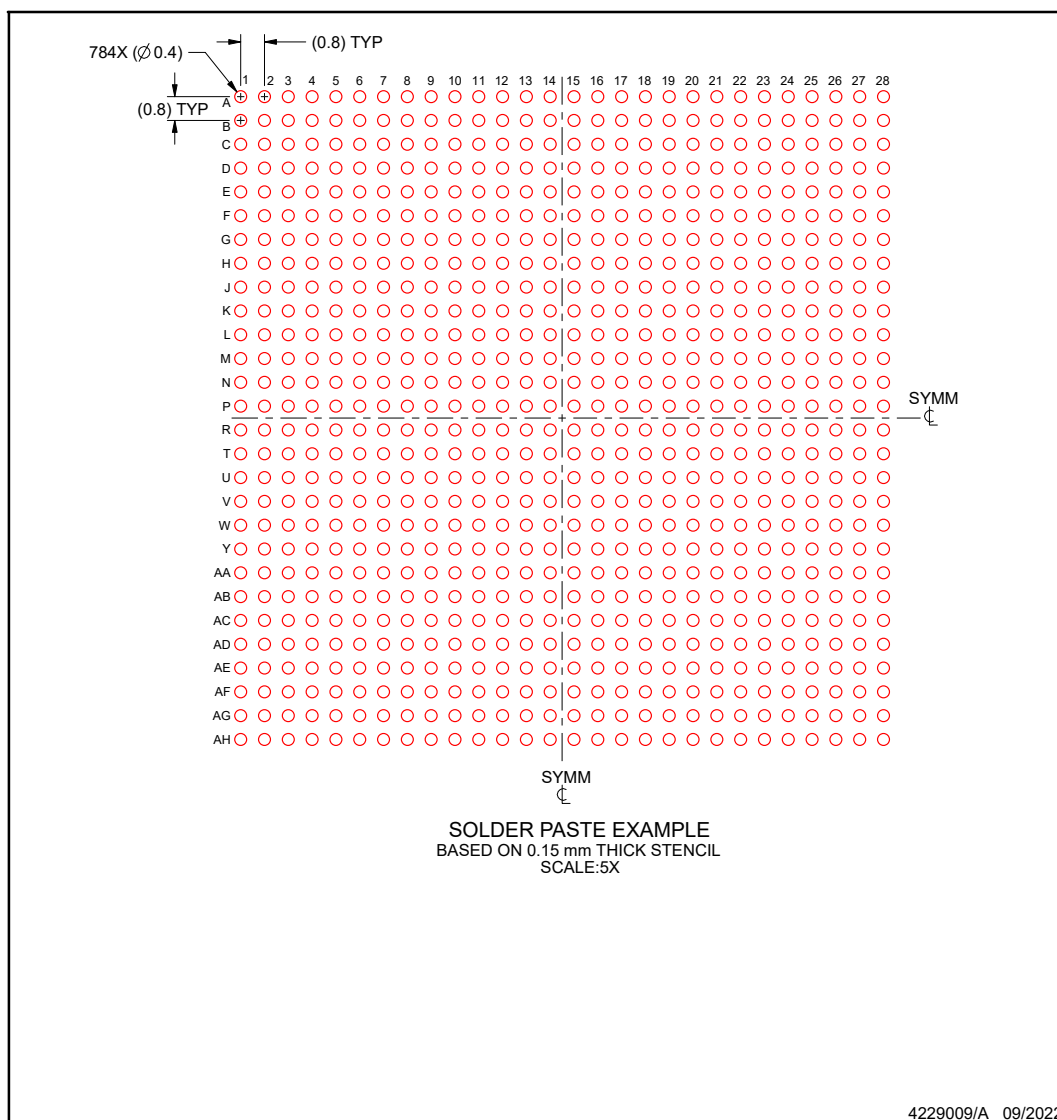 (0.8) TYP
784X (∅ 0.4)
1 2 3 4 5 6 7 8 9 10 11 12 13 14 15 16 17 18 19 20 21 22 23 24 25 26 27 28
A
(0.8) TYP
B
C
D
E
F
G
H
J
K
L
M
N
P
SYMM
℄
R
T
U
V
W
Y
AA
AB
AC
AD
AE
AF
AG
AH
SYMM
℄
SOLDER PASTE EXAMPLE
BASED ON 0.15 mm THICK STENCIL
SCALE:5X
4229009/A 09/2022